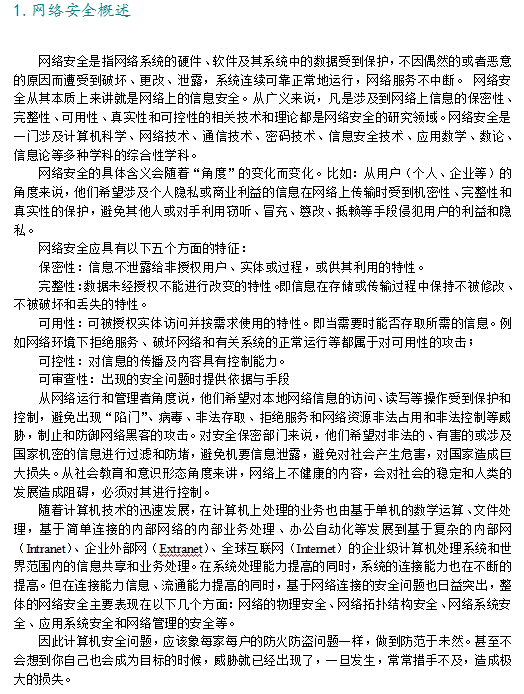 1. 网络安全概述
网络安全是指网络系统的硬件、软件及其系统中的数据受到保护，不因偶然的或者恶意
的原因而遭受到破坏、更改、泄露，系统连续可靠正常地运行，网络服务不中断。 网络安
全从其本质上来讲就是网络上的信息安全。从广义来说，凡是涉及到网络上信息的保密性、
完整性、可用性、真实性和可控性的相关技术和理论都是网络安全的研究领域。网络安全是
一门涉及计算机科学、网络技术、通信技术、密码技术、信息安全技术、应用数学、数论、
信息论等多种学科的综合性学科。
网络安全的具体含义会随着“角度”的变化而变化。比如：从用户（个人、企业等）的
角度来说，他们希望涉及个人隐私或商业利益的信息在网络上传输时受到机密性、完整性和
真实性的保护，避免其他人或对手利用窃听、冒充、篡改、抵赖等手段侵犯用户的利益和隐
私。
网络安全应具有以下五个方面的特征：
保密性：信息不泄露给非授权用户、实体或过程，或供其利用的特性。
完整性：数据未经授权不能进行改变的特性。即信息在存储或传输过程中保持不被修改、
不被破坏和丢失的特性。
可用性：可被授权实体访问并按需求使用的特性。即当需要时能否存取所需的信息。例
如网络环境下拒绝服务、破坏网络和有关系统的正常运行等都属于对可用性的攻击；
可控性：对信息的传播及内容具有控制能力。
可审查性：出现的安全问题时提供依据与手段
从网络运行和管理者角度说，他们希望对本地网络信息的访问、读写等操作受到保护和
控制，避免出现“陷门”、病毒、非法存取、拒绝服务和网络资源非法占用和非法控制等威
胁，制止和防御网络黑客的攻击。对安全保密部门来说，他们希望对非法的、有害的或涉及
国家机密的信息进行过滤和防堵，避免机要信息泄露，避免对社会产生危害，对国家造成巨
大损失。从社会教育和意识形态角度来讲，网络上不健康的内容，会对社会的稳定和人类的
发展造成阻碍，必须对其进行控制。
随着计算机技术的迅速发展，在计算机上处理的业务也由基于单机的数学运算、文件处
理，基于简单连接的内部网络的内部业务处理、办公自动化等发展到基于复杂的内部网
（Intranet）、企业外部网（Extranet）、全球互联网（Internet）的企业级计算机处理系统和世
界范围内的信息共享和业务处理。在系统处理能力提高的同时，系统的连接能力也在不断的
提高。但在连接能力信息、流通能力提高的同时，基于网络连接的安全问题也日益突出，整
体的网络安全主要表现在以下几个方面：网络的物理安全、网络拓扑结构安全、网络系统安
全、应用系统安全和网络管理的安全等。
因此计算机安全问题，应该象每家每户的防火防盗问题一样，做到防范于未然。甚至不
会想到你自己也会成为目标的时候，威胁就已经出现了，一旦发生，常常措手不及，造成极
大的损失。